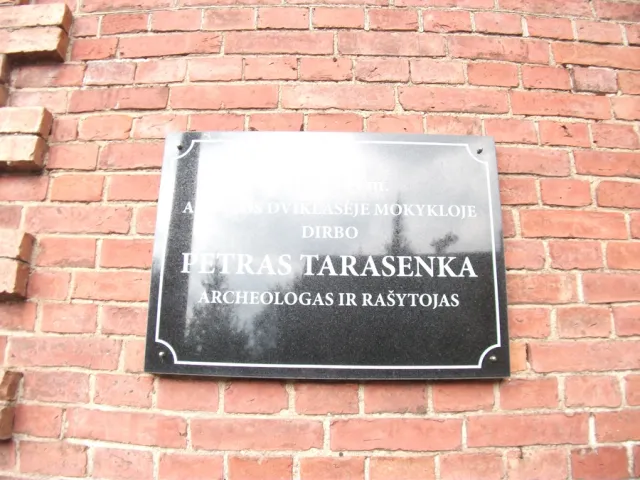 DVIKLASĖJE MOKYKLOJE
DIRBO
PETRAS TARASENKA
ARCHEOLOGAS IR RAŠYTOJAS